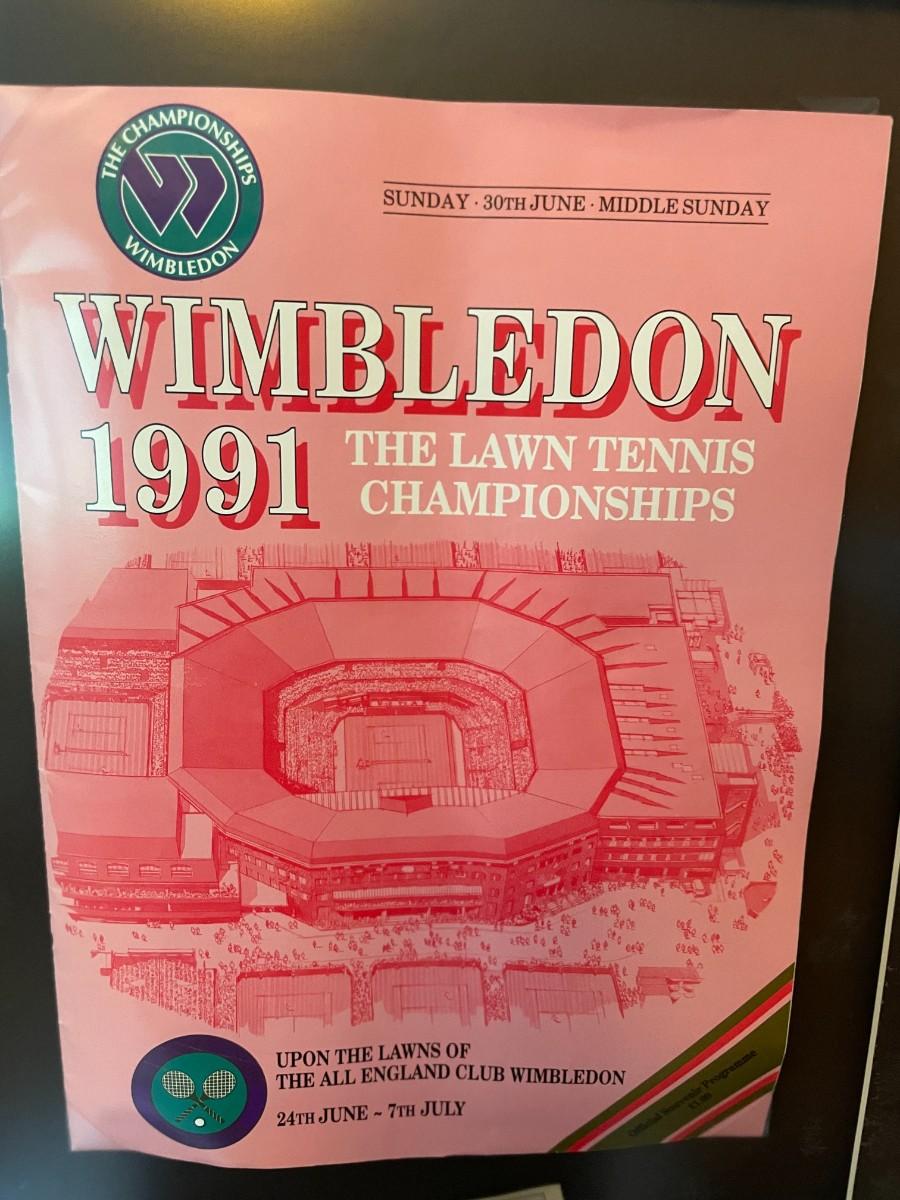 THE CHAMPIONSHIPS
WIMBLEDON
SUNDAY · 30TH JUNE · MIDDLE SUNDAY
WIMBLEDON
1991
THE LAWN TENNIS
CHAMPIONSHIPS
UPON THE LAWNS OF
THE ALL ENGLAND CLUB WIMBLEDON
24TH JUNE ~ 7TH JULY
Official Souvenir Programme